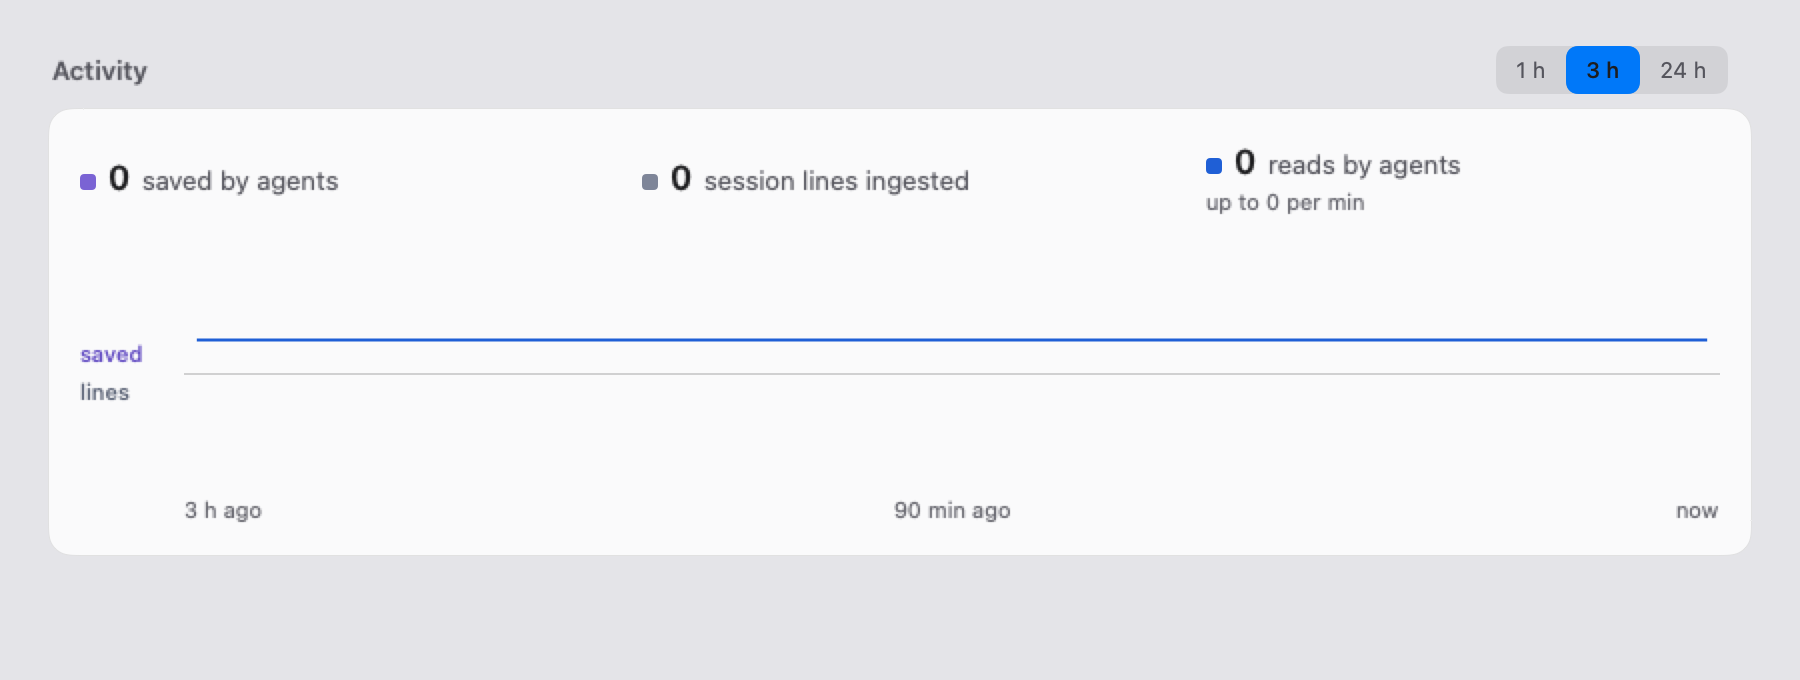 Activity
1 h 3 h 24 h
0 saved by agents
0 session lines ingested
0 reads by agents
up to 0 per min
saved
lines
3 h ago 90 min ago now